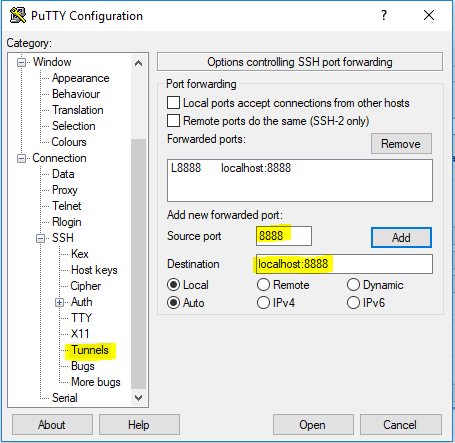 PuTTY Configuration
Category:
Window
Appearance
Behaviour
Translation
Selection
Colours
Connection
Data
Proxy
Telnet
Rlogin
SSH
Kex
Host keys
Cipher
Auth
TTY
X11
Tunnels
Bugs
More bugs
Serial
Options controlling SSH port forwarding
Port forwarding
Local ports accept connections from other hosts
Remote ports do the same (SSH-2 only)
Forwarded ports:
Remove
L8888 localhost:8888
Add new forwarded port:
Source port 8888 Add
Destination localhost:8888
Local Remote Dynamic
Auto IPv4 IPv6
About Help Open Cancel